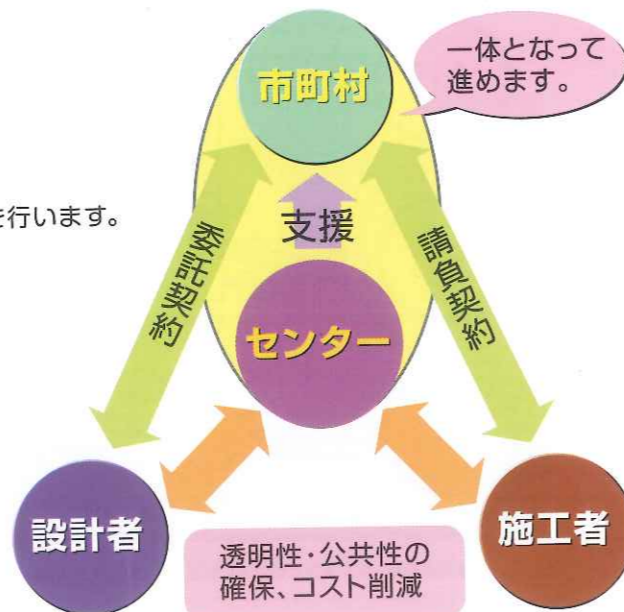 市町村
一体となって
進めます。
を行います。
支援
委託契約
請負契約
センター
設計者
施工者
透明性・公共性の
確保、コスト削減